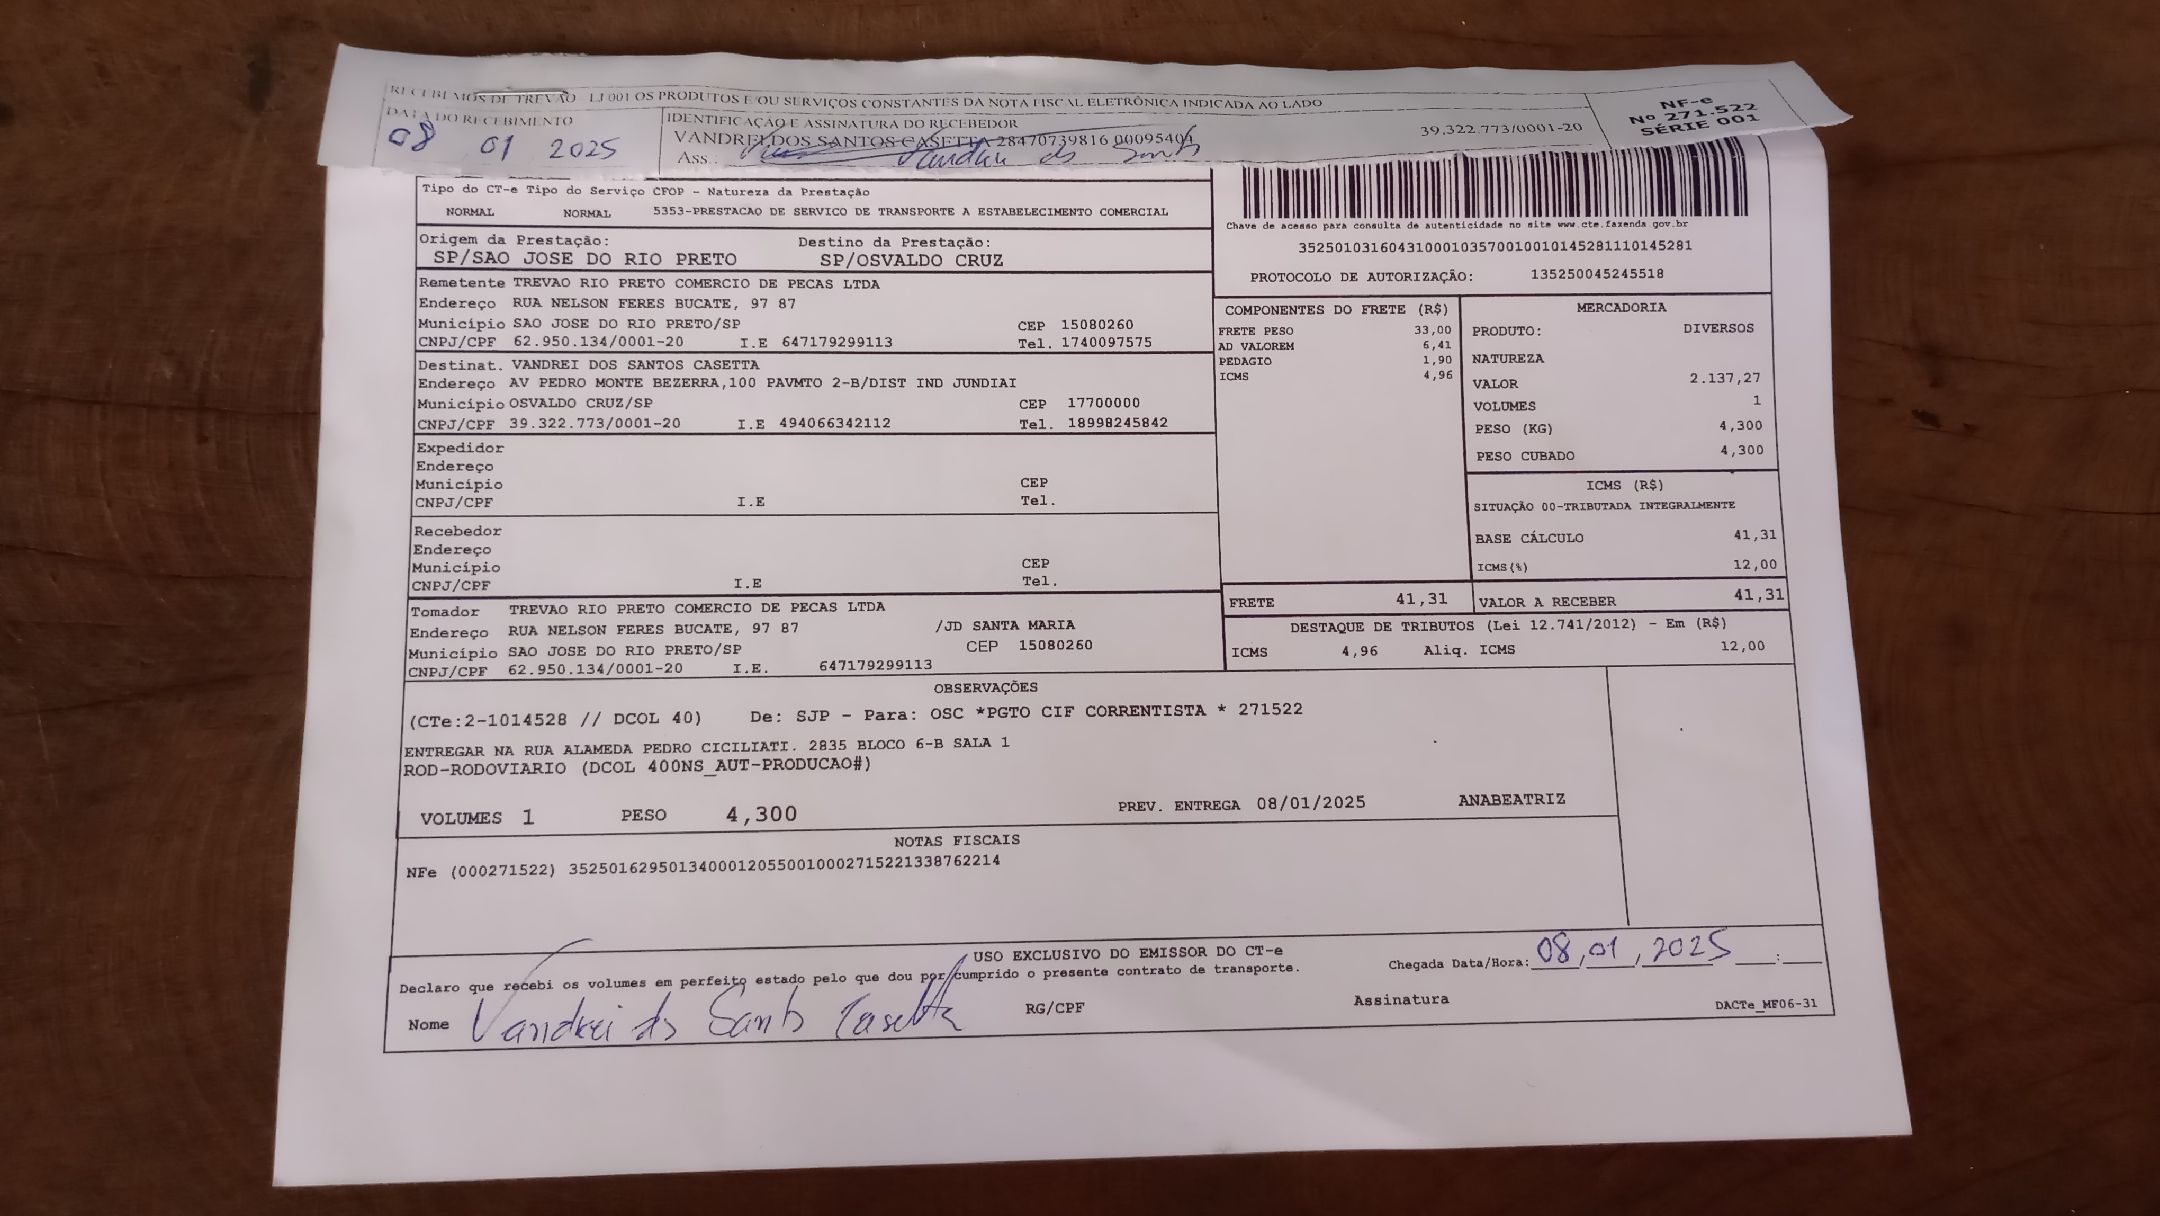 RECEBEMOS DE TREVAO LJ 001 OS PRODUTOS E/OU SERVIÇOS CONSTANTES DA NOTA FISCAL ELETRÔNICA INDICADA AO LADO
DATA DO RECEBIMENTO
08 01 2025
IDENTIFICAÇÃO E ASSINATURA DO RECEBEDOR
VANDREI DOS SANTOS CASETTA 28470739816 00095404
39.322.773/0001-20
Ass.: Vandrei ds Santos
NF-e
Nº 271.522
SÉRIE 001
Tipo do CT-e Tipo do Serviço CFOP - Natureza da Prestação
NORMAL NORMAL 5353-PRESTACAO DE SERVICO DE TRANSPORTE A ESTABELECIMENTO COMERCIAL
Chave de acesso para consulta de autenticidade no site www.cte.fazenda.gov.br
35250103160431000103570010010145281110145281
PROTOCOLO DE AUTORIZAÇÃO: 135250045245518
Origem da Prestação: Destino da Prestação:
SP/SAO JOSE DO RIO PRETO SP/OSVALDO CRUZ
Remetente TREVAO RIO PRETO COMERCIO DE PECAS LTDA
Endereço RUA NELSON FERES BUCATE, 97 87
Município SAO JOSE DO RIO PRETO/SP CEP 15080260
CNPJ/CPF 62.950.134/0001-20 I.E 647179299113 Tel. 1740097575
Destinat. VANDREI DOS SANTOS CASETTA
Endereço AV PEDRO MONTE BEZERRA,100 PAVMTO 2-B/DIST IND JUNDIAI
Município OSVALDO CRUZ/SP CEP 17700000
CNPJ/CPF 39.322.773/0001-20 I.E 494066342112 Tel. 18998245842
Expedidor
Endereço
Município CEP
CNPJ/CPF I.E Tel.
Recebedor
Endereço
Município CEP
CNPJ/CPF I.E Tel.
Tomador TREVAO RIO PRETO COMERCIO DE PECAS LTDA
Endereço RUA NELSON FERES BUCATE, 97 87 /JD SANTA MARIA
Município SAO JOSE DO RIO PRETO/SP CEP 15080260
CNPJ/CPF 62.950.134/0001-20 I.E. 647179299113
COMPONENTES DO FRETE (R$)
FRETE PESO 33,00
AD VALOREM 6,41
PEDAGIO 1,90
ICMS 4,96
MERCADORIA
PRODUTO: DIVERSOS
NATUREZA
VALOR 2.137,27
VOLUMES 1
PESO (KG) 4,300
PESO CUBADO 4,300
ICMS (R$)
SITUAÇÃO 00-TRIBUTADA INTEGRALMENTE
BASE CÁLCULO 41,31
ICMS(%) 12,00
FRETE 41,31 VALOR A RECEBER 41,31
DESTAQUE DE TRIBUTOS (Lei 12.741/2012) - Em (R$)
ICMS 4,96 Aliq. ICMS 12,00
OBSERVAÇÕES
(CTe:2-1014528 // DCOL 40) De: SJP - Para: OSC *PGTO CIF CORRENTISTA * 271522
ENTREGAR NA RUA ALAMEDA PEDRO CICILIATI. 2835 BLOCO 6-B SALA 1
ROD-RODOVIARIO (DCOL 400NS_AUT-PRODUCAO#)
VOLUMES 1 PESO 4,300 PREV. ENTREGA 08/01/2025 ANABEATRIZ
NOTAS FISCAIS
NFe (000271522) 35250162950134000120550010002715221338762214
USO EXCLUSIVO DO EMISSOR DO CT-e
Declaro que recebi os volumes em perfeito estado pelo que dou por cumprido o presente contrato de transporte. Chegada Data/Hora: 08,01,2025 __:__
Nome Vandrei ds Santos Casetta RG/CPF Assinatura DACTe_MF06-31